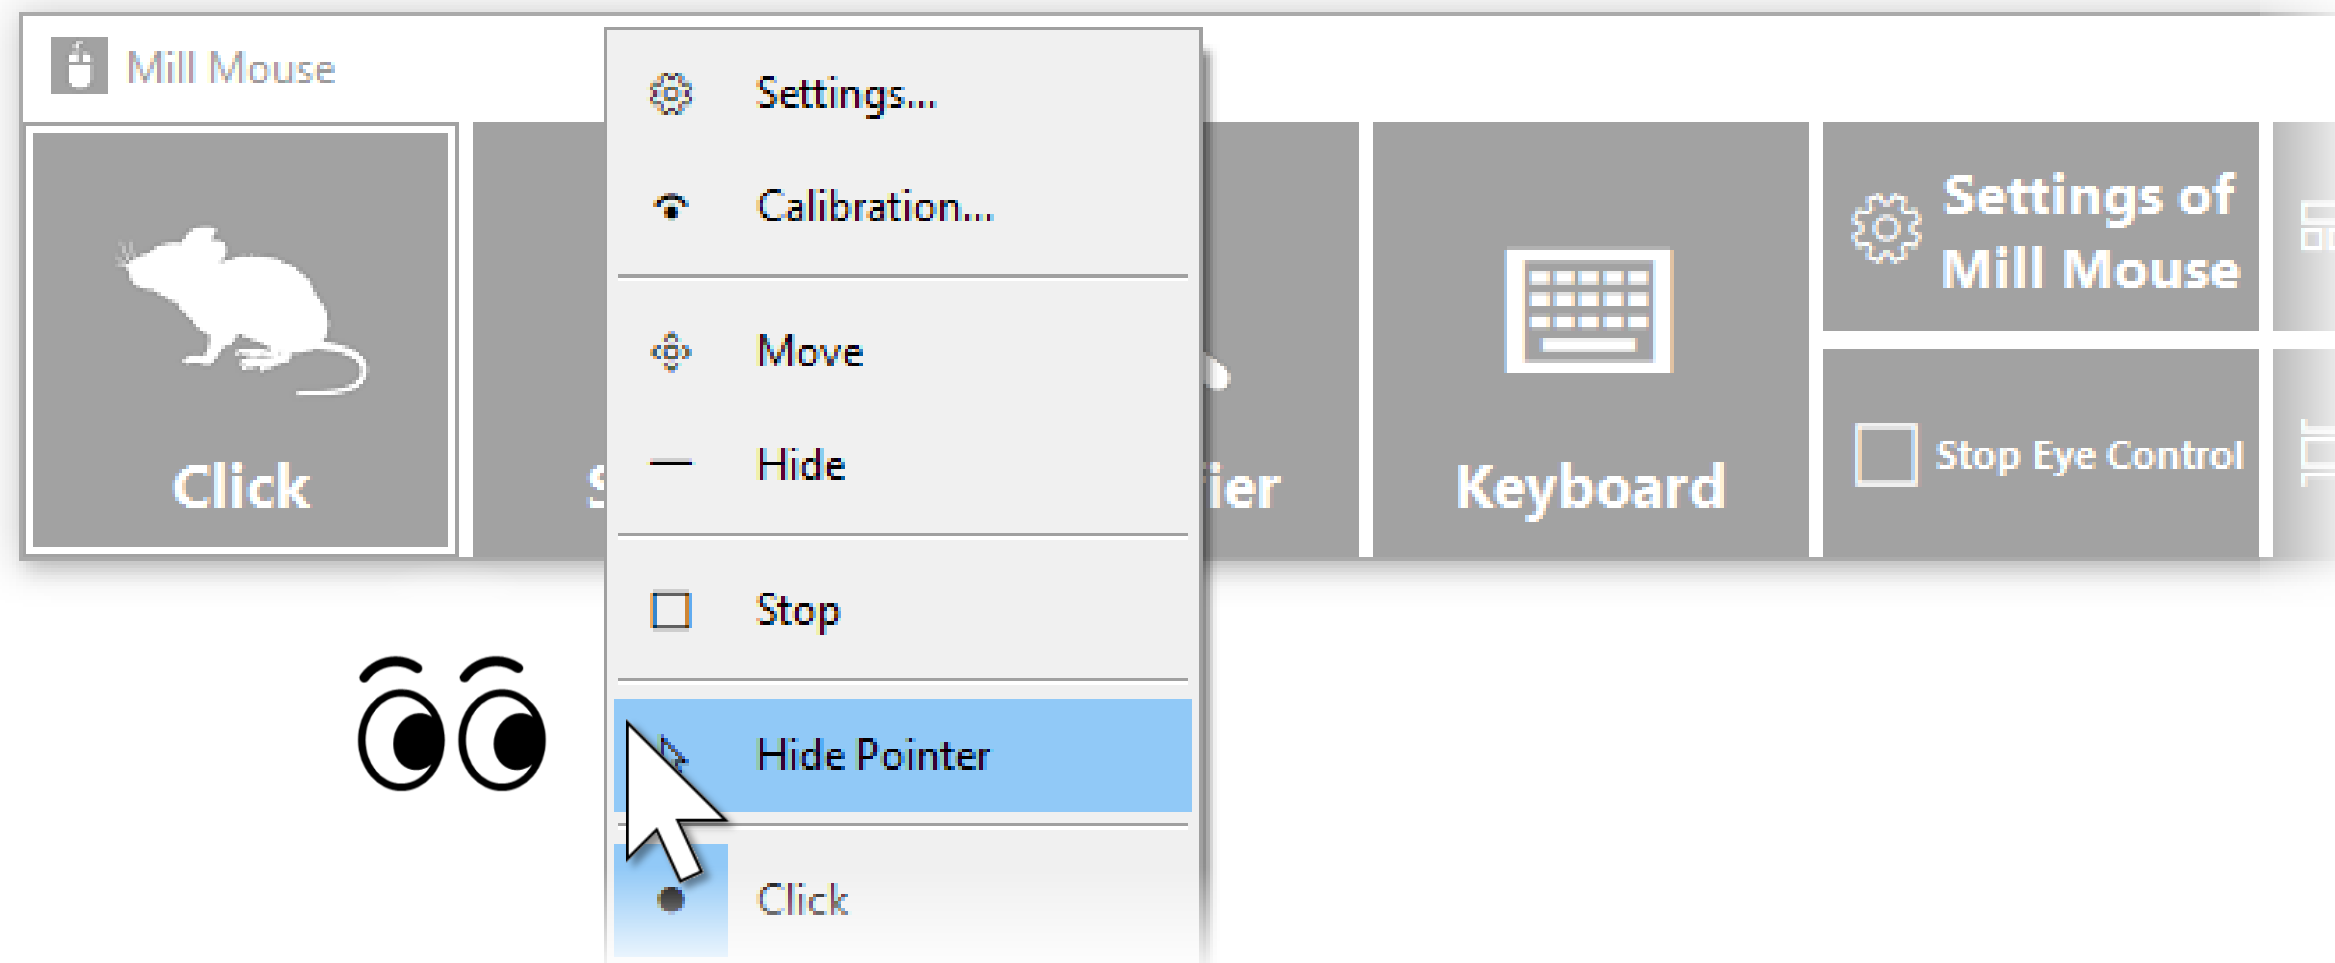 Mill Mouse
Settings...
Calibration...
Move
Hide
Stop
Hide Pointer
Click
Click
Keyboard
Settings of
Mill Mouse
Stop Eye Control